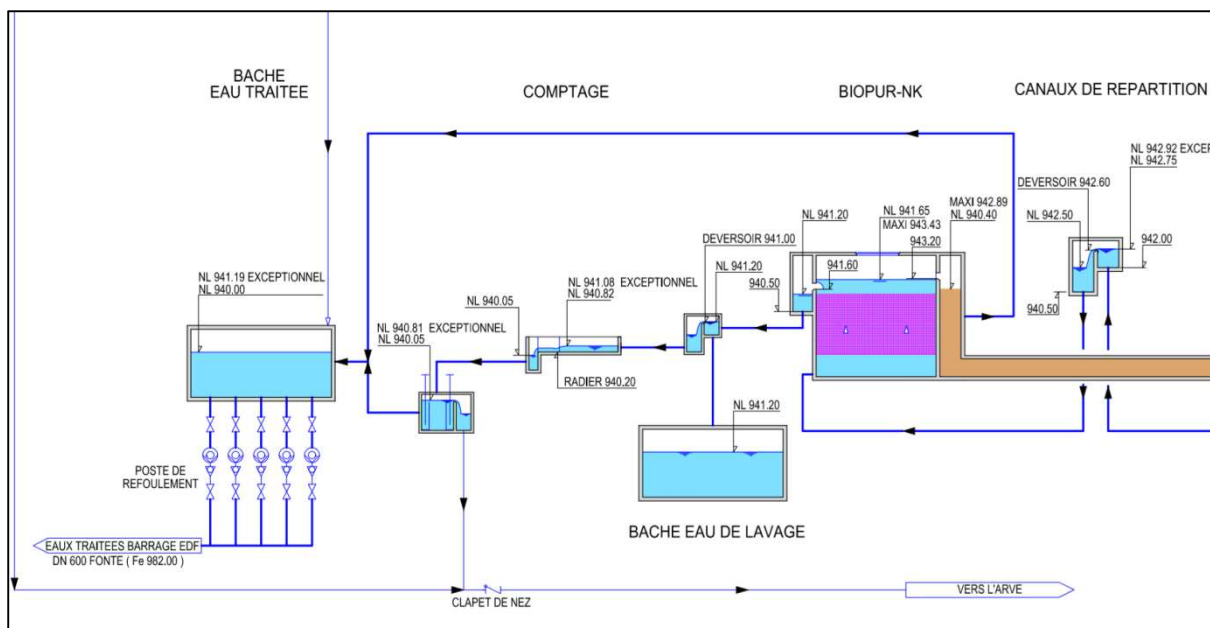 BACHE
EAU TRAITEE
COMPTAGE
BIOPUR-NK
CANAUX DE REPARTITION
NL 942.92 EXCEP
NL 942.75
DEVERSOIR 942.60
NL 942.50
942.00
940.50
MAXI 942.89
NL 940.40
NL 941.65
MAXI 943.43
943.20
NL 941.20
941.60
940.50
DEVERSOIR 941.00
NL 941.20
NL 941.08 EXCEPTIONNEL
NL 940.82
NL 940.05
RADIER 940.20
NL 941.19 EXCEPTIONNEL
NL 940.00
NL 940.81 EXCEPTIONNEL
NL 940.05
NL 941.20
POSTE DE
REFOULEMENT
BACHE EAU DE LAVAGE
EAUX TRAITEES BARRAGE EDF
DN 600 FONTE ( Fe 982.00 )
CLAPET DE NEZ
VERS L'ARVE